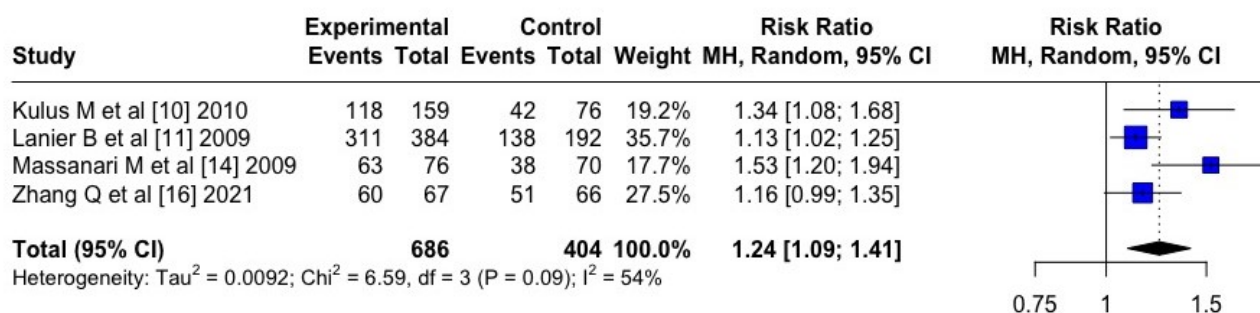 Experimental Control Risk Ratio Risk Ratio
Study Events Total Events Total Weight MH, Random, 95% CI MH, Random, 95% CI
Kulus M et al [10] 2010 118 159 42 76 19.2% 1.34 [1.08; 1.68]
Lanier B et al [11] 2009 311 384 138 192 35.7% 1.13 [1.02; 1.25]
Massanari M et al [14] 2009 63 76 38 70 17.7% 1.53 [1.20; 1.94]
Zhang Q et al [16] 2021 60 67 51 66 27.5% 1.16 [0.99; 1.35]
Total (95% CI) 686 404 100.0% 1.24 [1.09; 1.41]
Heterogeneity: Tau² = 0.0092; Chi² = 6.59, df = 3 (P = 0.09); I² = 54%
0.75 1 1.5